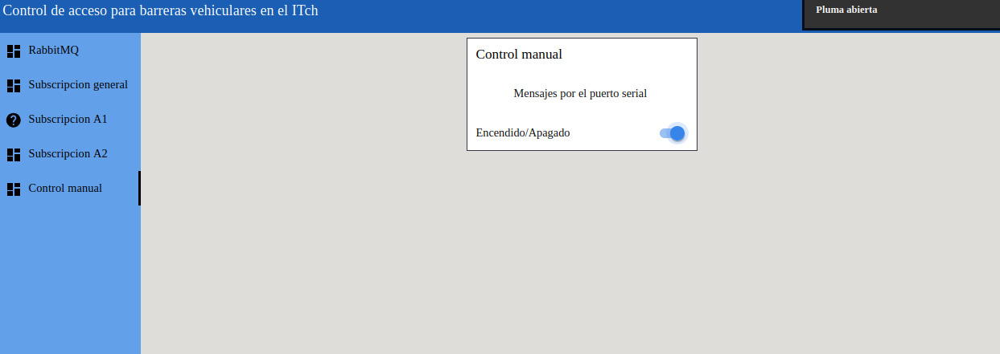 Control de acceso para barreras vehiculares en el ITch
Pluma abierta
RabbitMQ
Subscripcion general
Subscripcion A1
Subscripcion A2
Control manual
Control manual
Mensajes por el puerto serial
Encendido/Apagado